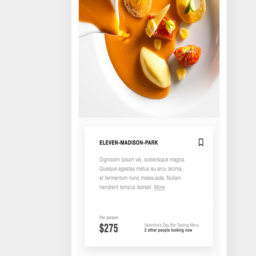 ELEVEN-MADISON-PARK
Dignissim ipsum vel, scelerisque magna.
Quisque egestas metus eu arcu lacinia,
et fermentum nunc malesuada. Nullam
hendrerit tempus laoreet. More
Per person
$275
Valentine's Day Bar Tasting Menu
3 other people looking now